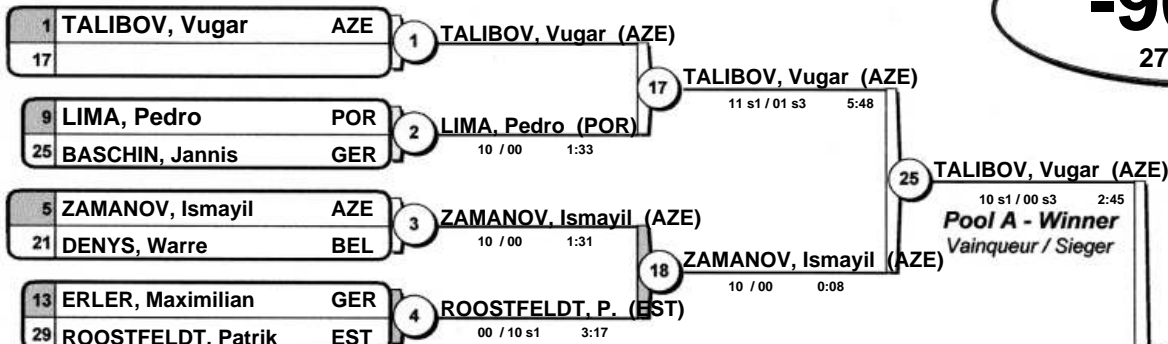 1 TALIBOV, Vugar AZE
17
9 LIMA, Pedro POR
25 BASCHIN, Jannis GER
5 ZAMANOV, Ismayil AZE
21 DENYS, Warre BEL
13 ERLER, Maximilian GER
29 ROOSTFELDT, Patrik EST
1 TALIBOV, Vugar (AZE)
2 LIMA, Pedro (POR)
10 / 00 1:33
3 ZAMANOV, Ismayil (AZE)
10 / 00 1:31
4 ROOSTFELDT, P. (EST)
00 / 10 s1 3:17
17 TALIBOV, Vugar (AZE)
11 s1 / 01 s3 5:48
18 ZAMANOV, Ismayil (AZE)
10 / 00 0:08
25 TALIBOV, Vugar (AZE)
10 s1 / 00 s3 2:45
Pool A - Winner
Vainqueur / Sieger
27